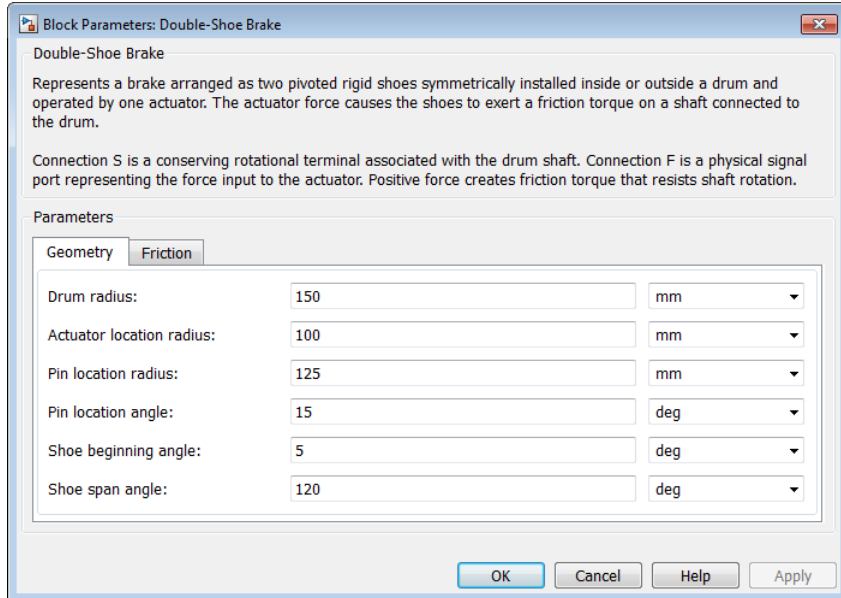 Block Parameters: Double-Shoe Brake
Double-Shoe Brake
Represents a brake arranged as two pivoted rigid shoes symmetrically installed inside or outside a drum and
operated by one actuator. The actuator force causes the shoes to exert a friction torque on a shaft connected to
the drum.
Connection S is a conserving rotational terminal associated with the drum shaft. Connection F is a physical signal
port representing the force input to the actuator. Positive force creates friction torque that resists shaft rotation.
Parameters
Geometry Friction
Drum radius: 150 mm
Actuator location radius: 100 mm
Pin location radius: 125 mm
Pin location angle: 15 deg
Shoe beginning angle: 5 deg
Shoe span angle: 120 deg
OK Cancel Help Apply